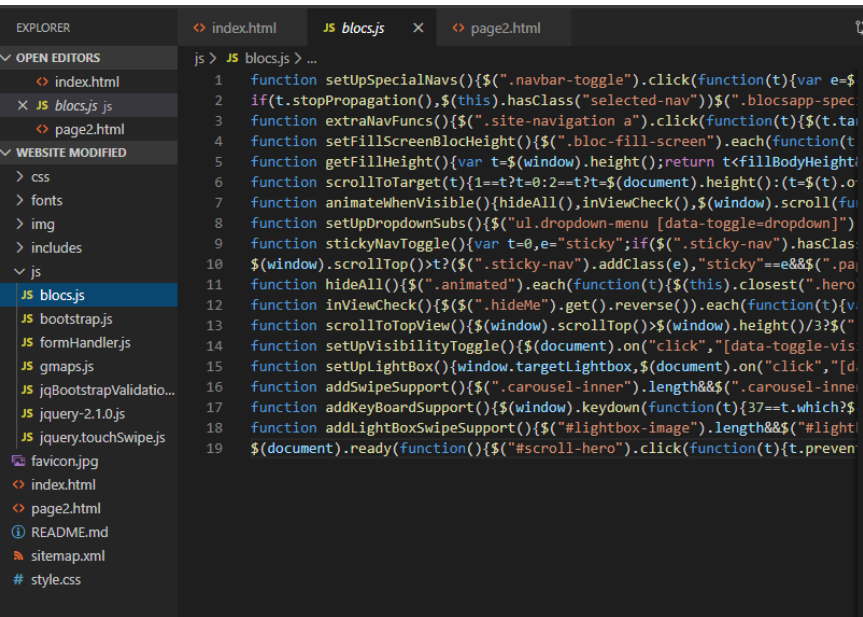 EXPLORER
OPEN EDITORS
index.html
JS blocs.js js
page2.html
WEBSITE MODIFIED
css
fonts
img
includes
js
JS blocs.js
JS bootstrap.js
JS formHandler.js
JS gmaps.js
JS jqBootstrapValidatio...
JS jquery-2.1.0.js
JS jquery.touchSwipe.js
favicon.jpg
index.html
page2.html
README.md
sitemap.xml
# style.css
index.html JS blocs.js page2.html
js > JS blocs.js > ...
1 function setUpSpecialNavs(){$(".navbar-toggle").click(function(t){var e=$
2 if(t.stopPropagation(),$(this).hasClass("selected-nav"))$(".blocsapp-spec
3 function extraNavFuncs(){$(".site-navigation a").click(function(t){$(t.ta
4 function setFillScreenBlocHeight(){$(".bloc-fill-screen").each(function(t
5 function getFillHeight(){var t=$(window).height();return t<fillBodyHeight&
6 function scrollToTarget(t){1==t?t=0:2==t?t=$(document).height():(t=$(t).o
7 function animateWhenVisible(){hideAll(),inViewCheck(),$(window).scroll(fu
8 function setUpDropdownSubs(){$("ul.dropdown-menu [data-toggle=dropdown]")
9 function stickyNavToggle(){var t=0,e="sticky";if($(".sticky-nav").hasClas
10 $(window).scrollTop()>t?($(".sticky-nav").addClass(e),"sticky"==e&&$(".pa
11 function hideAll(){$(".animated").each(function(t){$(this).closest(".hero
12 function inViewCheck(){$($(".hideMe").get().reverse()).each(function(t){v
13 function scrollToTopView(){$(window).scrollTop()>$(window).height()/3?$("
14 function setUpVisibilityToggle(){$(document).on("click","[data-toggle-vis
15 function setUpLightBox(){window.targetLightbox,$(document).on("click","[d
16 function addSwipeSupport(){$(".carousel-inner").length&&$(".carousel-inne
17 function addKeyBoardSupport(){$(window).keydown(function(t){37==t.which?$
18 function addLightBoxSwipeSupport(){$("#lightbox-image").length&&$("#light
19 $(document).ready(function(){$("#scroll-hero").click(function(t){t.preven